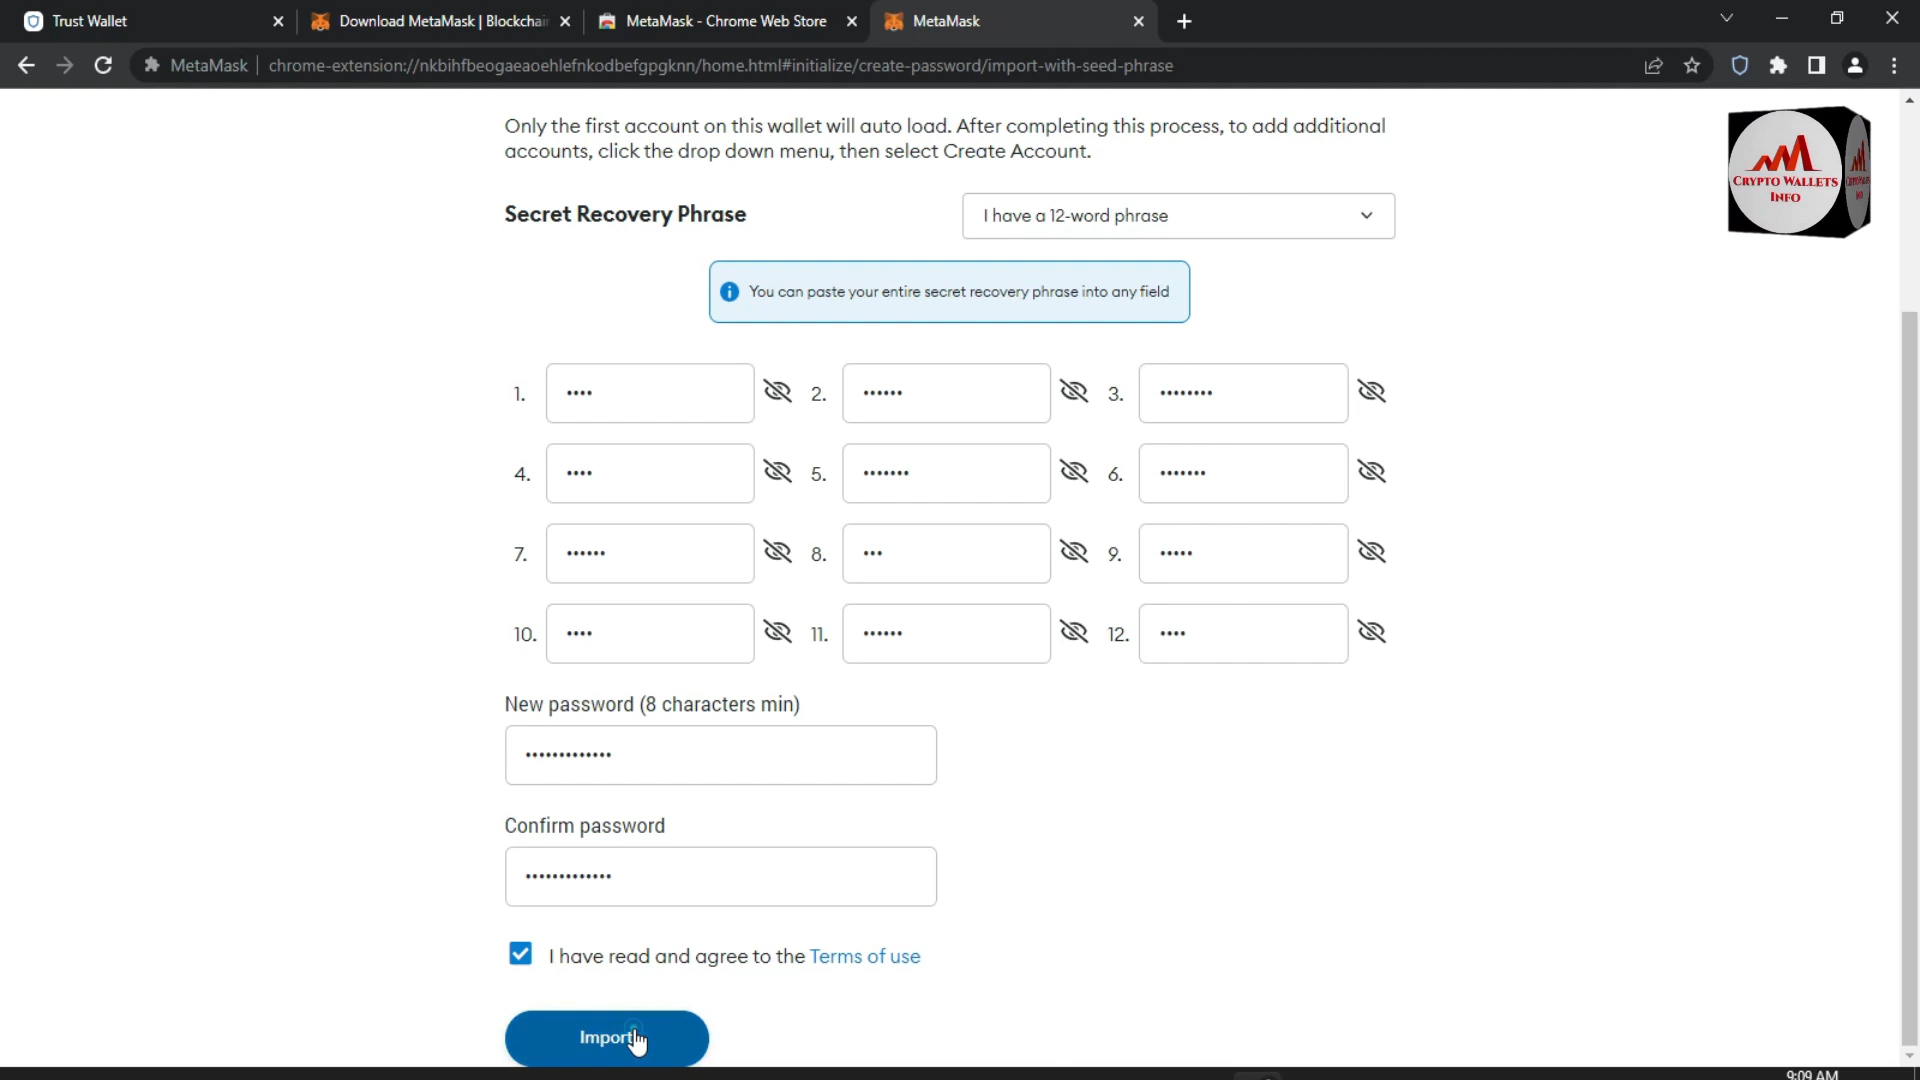 Trust Wallet
Download MetaMask | Blockchai
MetaMask - Chrome Web Store
MetaMask
MetaMask
chrome-extension://nkbihfbeogaeaoehlefnkodbefgpgknn/home.html#initialize/create-password/import-with-seed-phrase
Only the first account on this wallet will auto load. After completing this process, to add additional
accounts, click the drop down menu, then select Create Account.
Secret Recovery Phrase
I have a 12-word phrase
CRYPTO WALLETS
INFO
You can paste your entire secret recovery phrase into any field
1. ••••
2. ••••••
3. ••••••••
4. ••••
5. •••••••
6. •••••••
7. ••••••
8. •••
9. •••••
10. ••••
11. ••••••
12. ••••
New password (8 characters min)
•••••••••••••
Confirm password
•••••••••••••
I have read and agree to the Terms of use
Import
9:09 AM